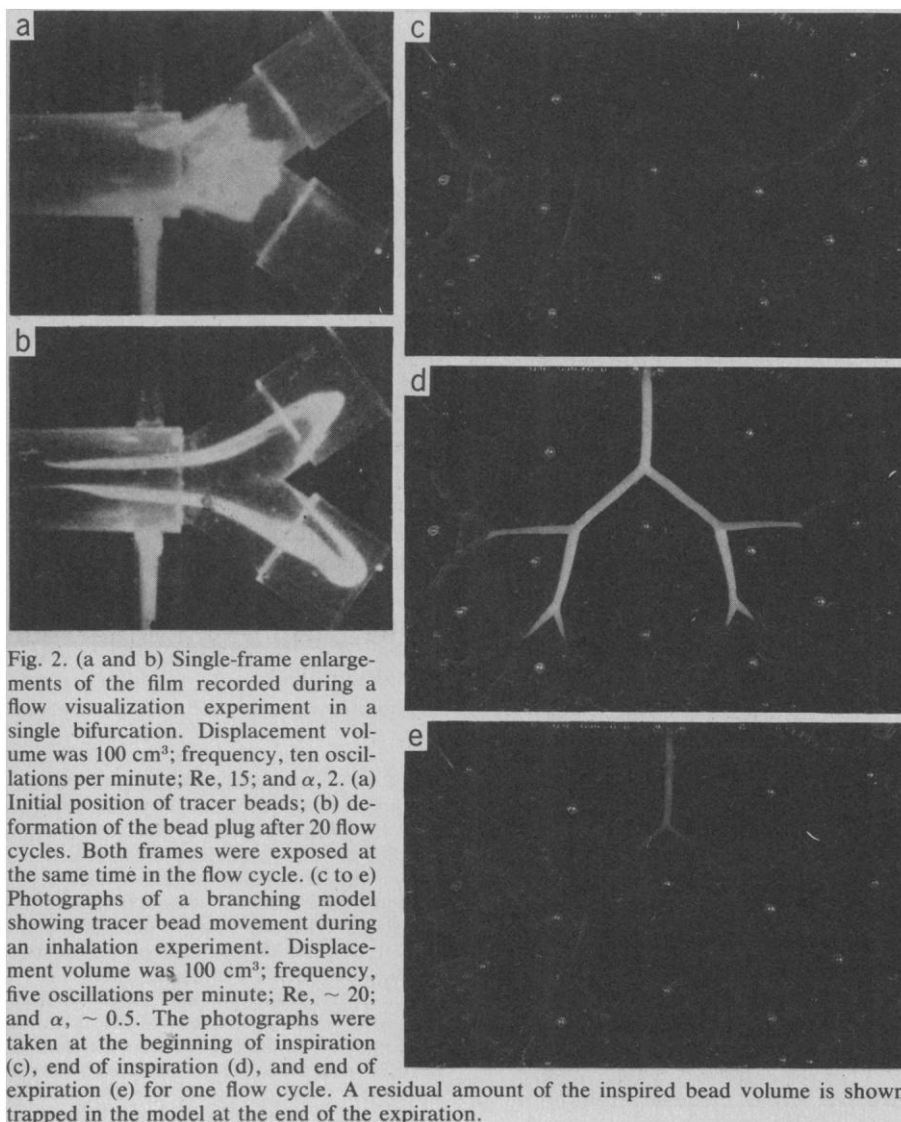 a
c
b
d
e
Fig. 2. (a and b) Single-frame enlarge-
ments of the film recorded during a
flow visualization experiment in a
single bifurcation. Displacement vol-
ume was 100 cm³; frequency, ten oscil-
lations per minute; Re, 15; and α, 2. (a)
Initial position of tracer beads; (b) de-
formation of the bead plug after 20 flow
cycles. Both frames were exposed at
the same time in the flow cycle. (c to e)
Photographs of a branching model
showing tracer bead movement during
an inhalation experiment. Displace-
ment volume was 100 cm³; frequency,
five oscillations per minute; Re, ~ 20;
and α, ~ 0.5. The photographs were
taken at the beginning of inspiration
(c), end of inspiration (d), and end of
expiration (e) for one flow cycle. A residual amount of the inspired bead volume is shown
trapped in the model at the end of the expiration.